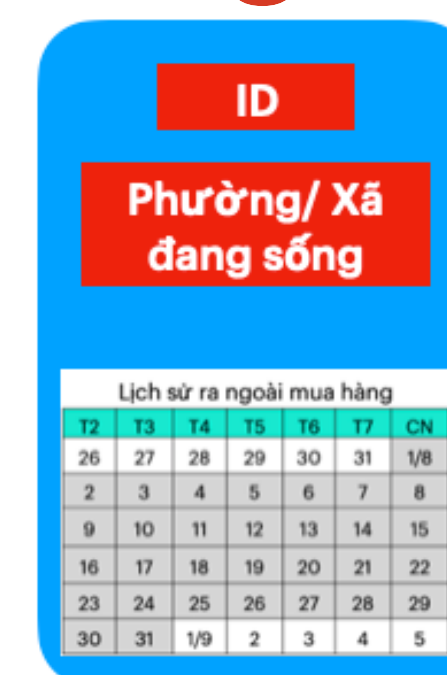 ID
Phường/ Xã
đang sống
Lịch sử ra ngoài mua hàng
T2 T3 T4 T5 T6 T7 CN
26 27 28 29 30 31 1/8
2 3 4 5 6 7 8
9 10 11 12 13 14 15
16 17 18 19 20 21 22
23 24 25 26 27 28 29
30 31 1/9 2 3 4 5